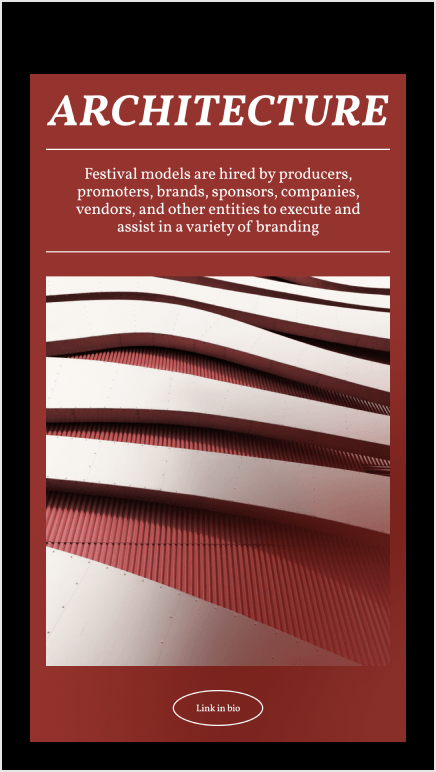 ARCHITECTURE
Festival models are hired by producers,
promoters, brands, sponsors, companies,
vendors, and other entities to execute and
assist in a variety of branding
Link in bio